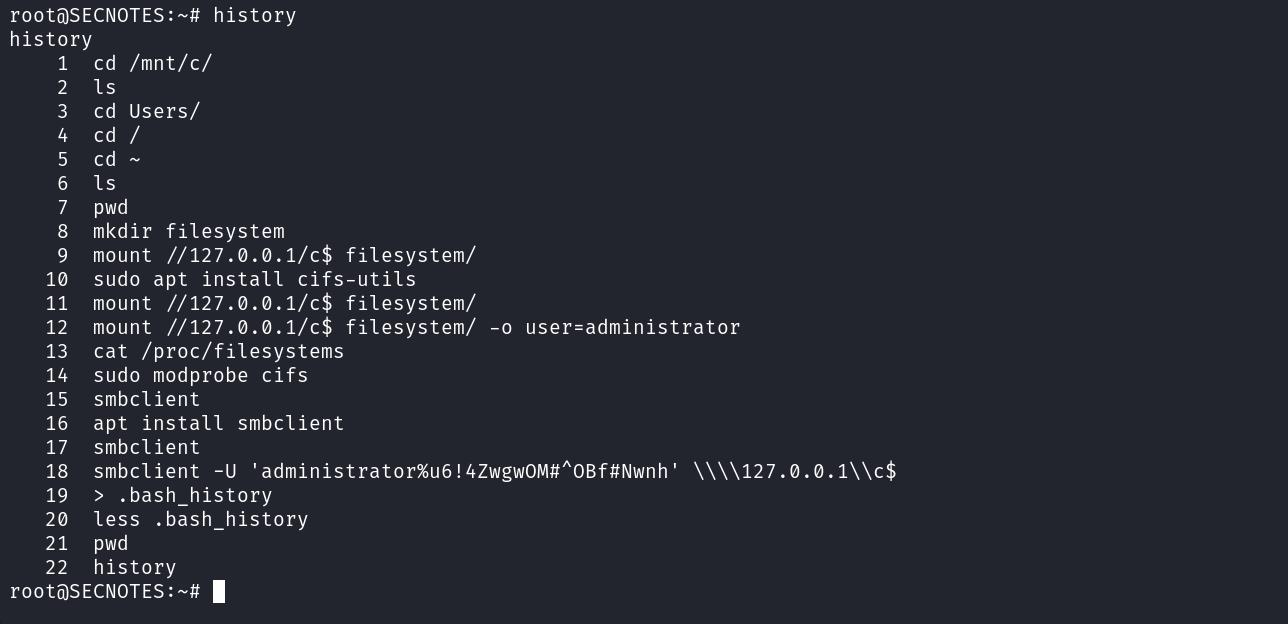 root@SECNOTES:~# history
history
    1  cd /mnt/c/
    2  ls
    3  cd Users/
    4  cd /
    5  cd ~
    6  ls
    7  pwd
    8  mkdir filesystem
    9  mount //127.0.0.1/c$ filesystem/
   10  sudo apt install cifs-utils
   11  mount //127.0.0.1/c$ filesystem/
   12  mount //127.0.0.1/c$ filesystem/ -o user=administrator
   13  cat /proc/filesystems
   14  sudo modprobe cifs
   15  smbclient
   16  apt install smbclient
   17  smbclient
   18  smbclient -U 'administrator%u6!4ZwgwOM#^OBf#Nwnh' \\\\127.0.0.1\\c$
   19  > .bash_history
   20  less .bash_history
   21  pwd
   22  history
root@SECNOTES:~#